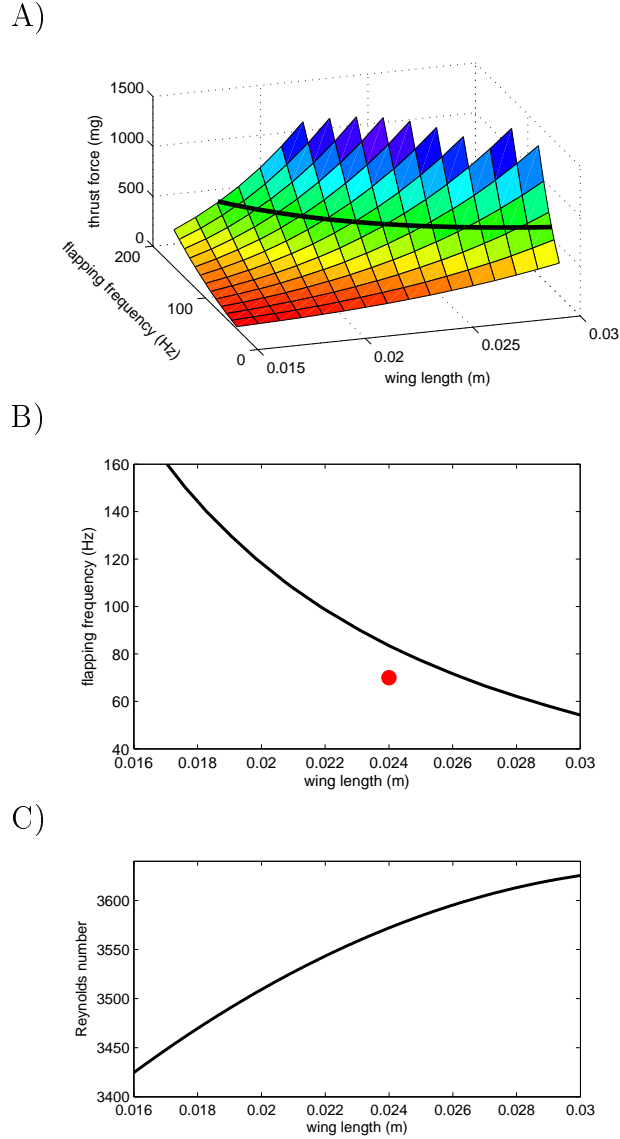 A)
1500
1000
500
0
thrust force (mg)
200
100
0
flapping frequency (Hz)
0.015
0.02
0.025
0.03
wing length (m)
B)
160
140
120
100
80
60
40
flapping frequency (Hz)
0.016 0.018 0.02 0.022 0.024 0.026 0.028 0.03
wing length (m)
C)
3600
3550
3500
3450
3400
Reynolds number
0.016 0.018 0.02 0.022 0.024 0.026 0.028 0.03
wing length (m)